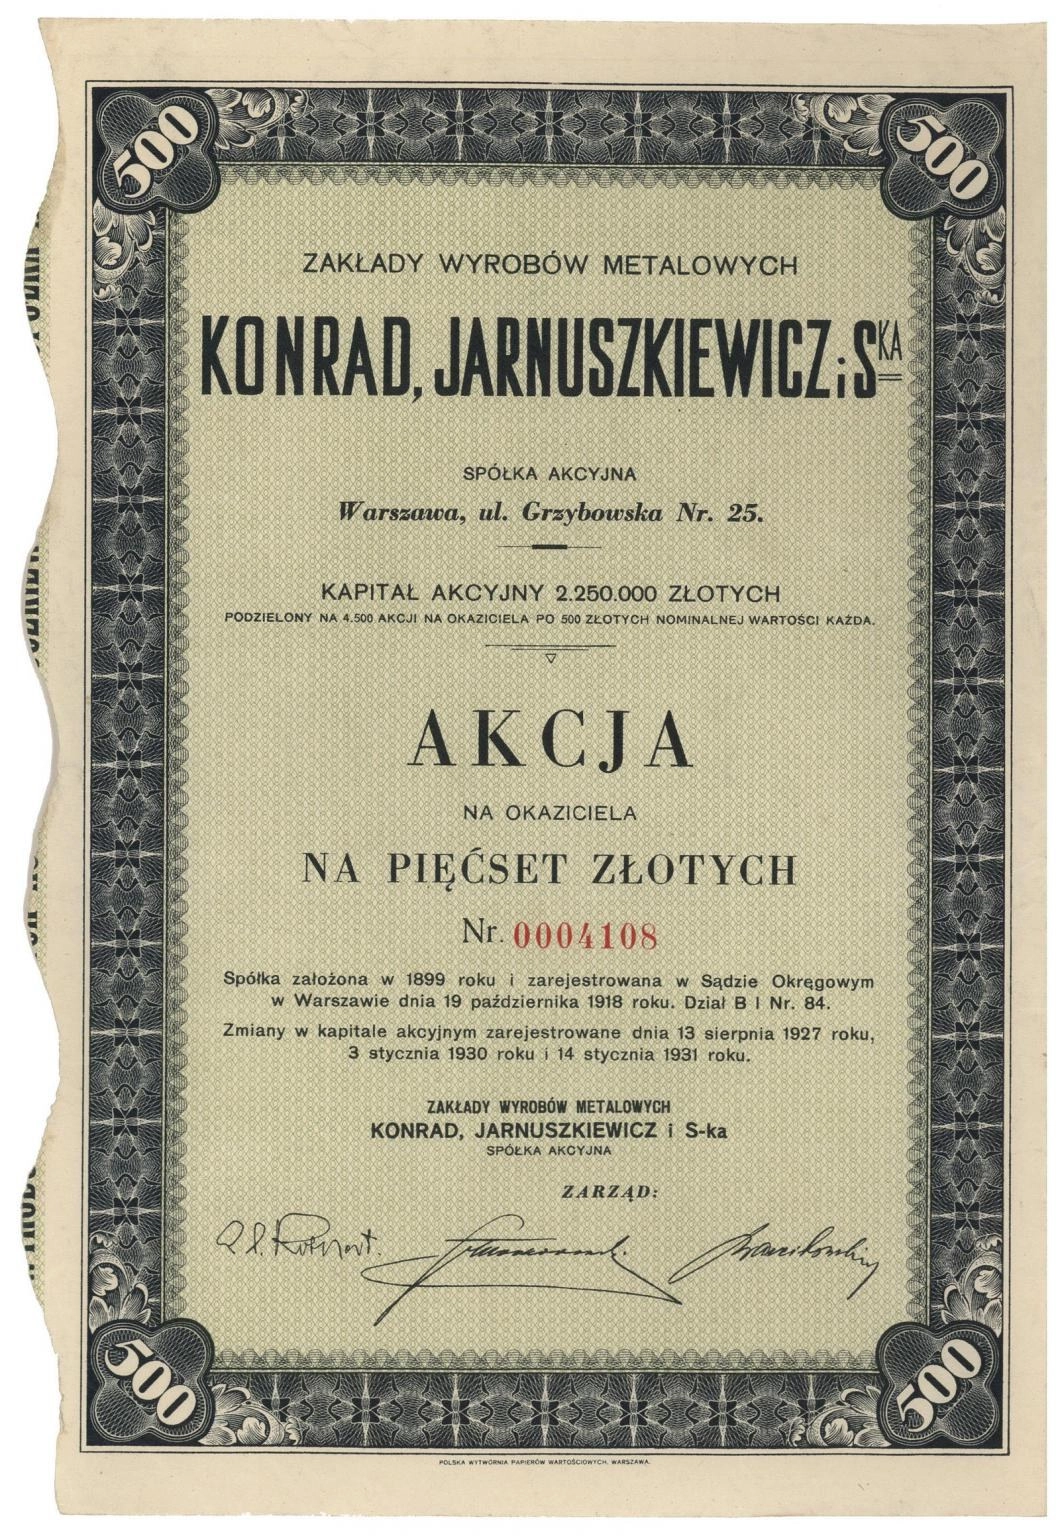 500
500
ZAKŁADY WYROBÓW METALOWYCH
KONRAD, JARNUSZKIEWICZ i SKA
SPÓŁKA AKCYJNA
Warszawa, ul. Grzybowska Nr. 25.
KAPITAŁ AKCYJNY 2.250.000 ZŁOTYCH
PODZIELONY NA 4.500 AKCJI NA OKAZICIELA PO 500 ZŁOTYCH NOMINALNEJ WARTOŚCI KAŻDA.
AKCJA
NA OKAZICIELA
NA PIĘĆSET ZŁOTYCH
Nr. 0004108
Spółka założona w 1899 roku i zarejestrowana w Sądzie Okręgowym
w Warszawie dnia 19 października 1918 roku. Dział B I Nr. 84.
Zmiany w kapitale akcyjnym zarejestrowane dnia 13 sierpnia 1927 roku,
3 stycznia 1930 roku i 14 stycznia 1931 roku.
ZAKŁADY WYROBÓW METALOWYCH
KONRAD, JARNUSZKIEWICZ i S-ka
SPÓŁKA AKCYJNA
ZARZĄD:
500
500
POLSKA WYTWÓRNIA PAPIERÓW WARTOŚCIOWYCH, WARSZAWA.